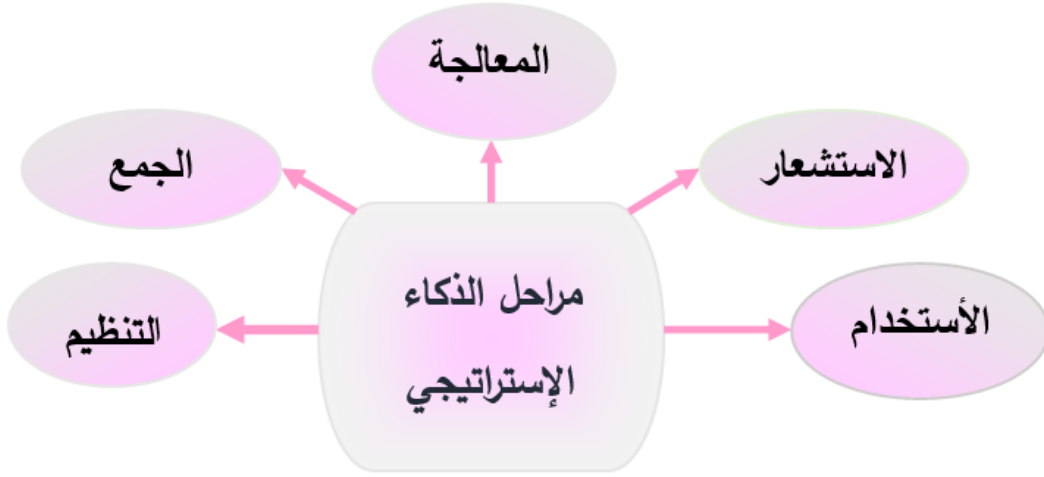 المعالجة
الاستشعار
الجمع
مراحل الذكاء
الإستراتيجي
الأستخدام
التنظيم